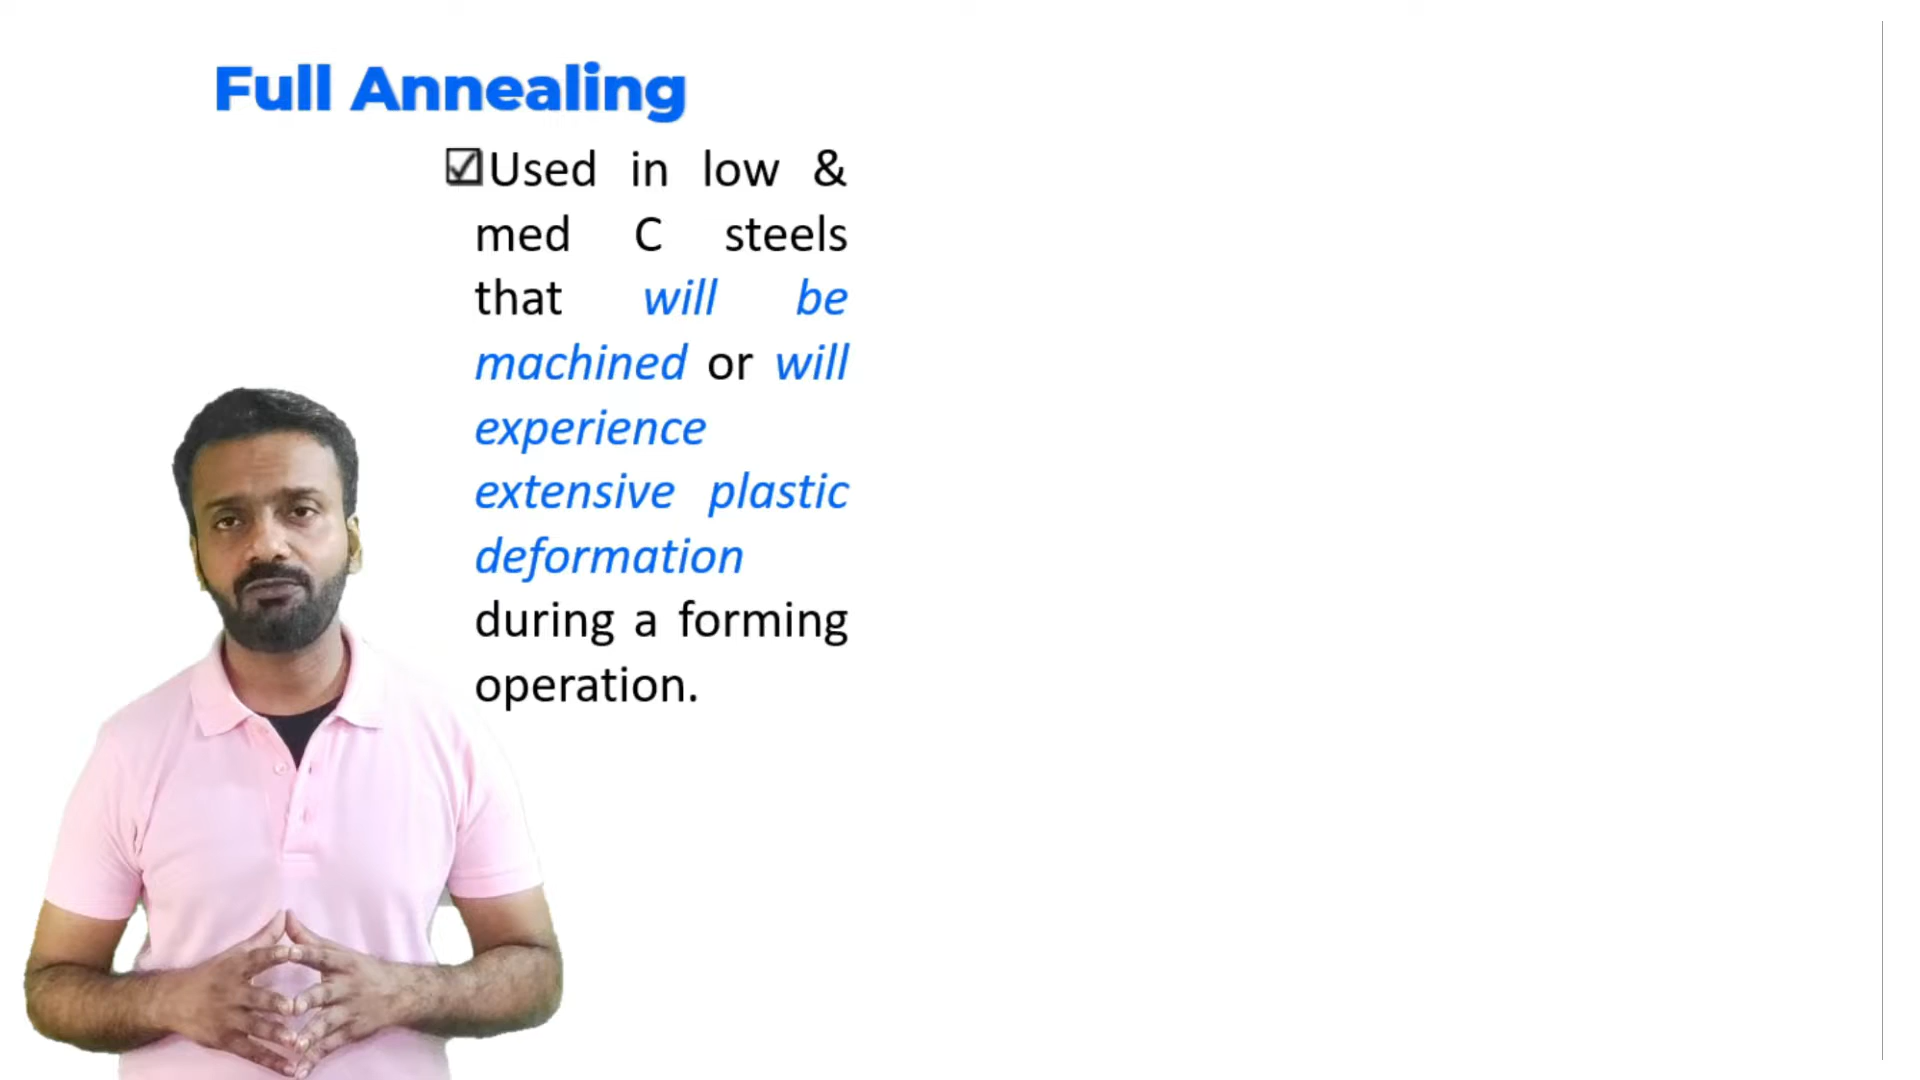 Full Annealing
☑Used in low &
med C steels
that will be
machined or will
experience
extensive plastic
deformation
during a forming
operation.